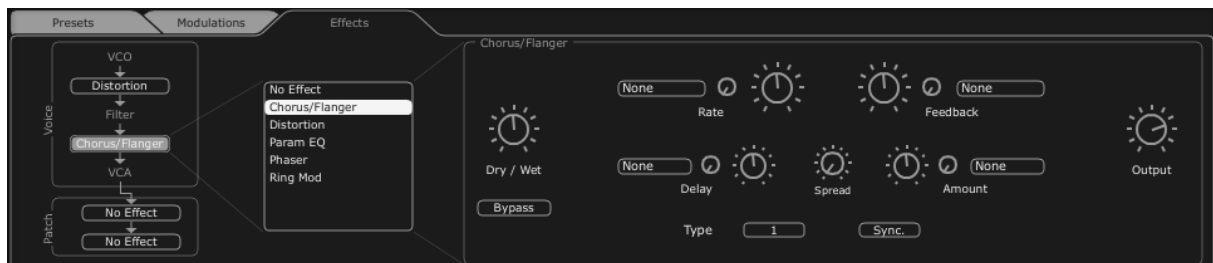 Presets
Modulations
Effects
Voice
VCO
Distortion
Filter
Chorus/Flanger
VCA
Patch
No Effect
No Effect
No Effect
Chorus/Flanger
Distortion
Param EQ
Phaser
Ring Mod
Chorus/Flanger
Dry / Wet
Bypass
None
Rate
None
Feedback
None
Delay
Spread
None
Amount
Type
1
Sync.
Output